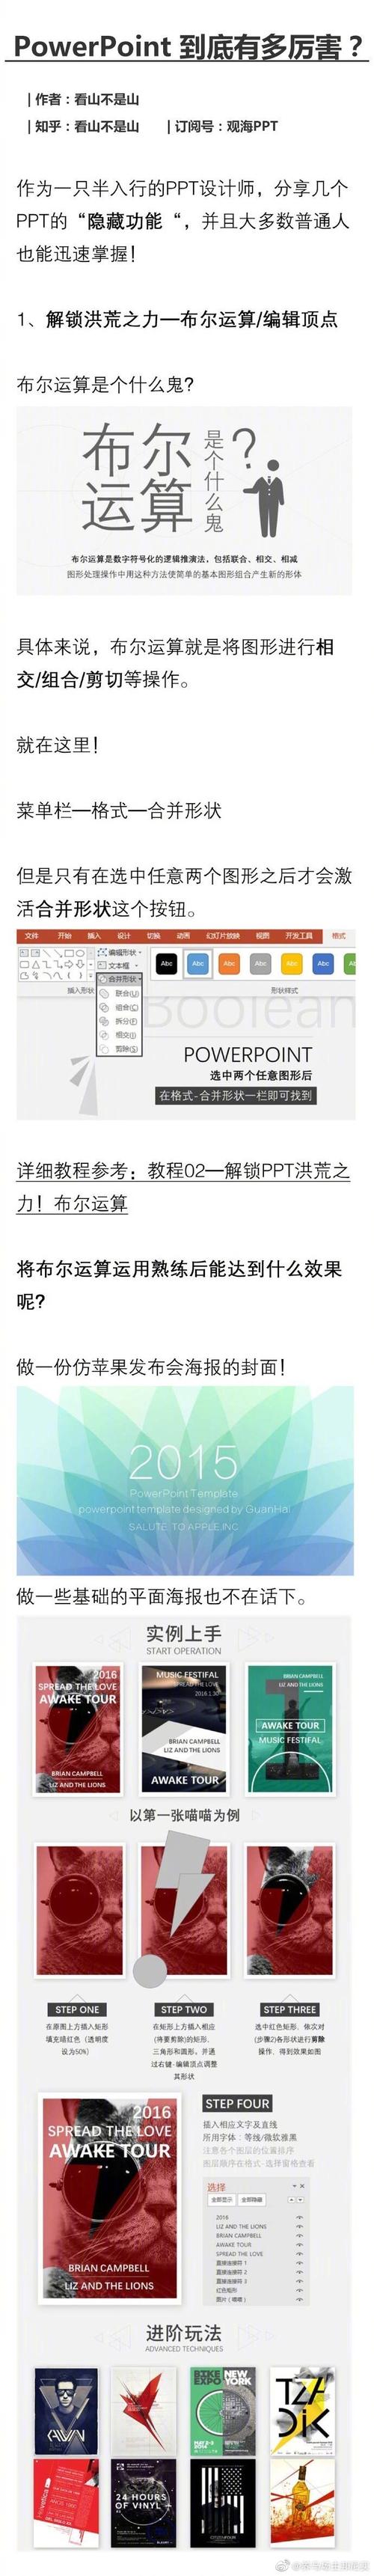 PowerPoint 到底有多厉害？
| 作者：看山不是山
| 知乎：看山不是山 | 订阅号：观海PPT
作为一只半入行的PPT设计师，分享几个
PPT的“隐藏功能“，并且大多数普通人
也能迅速掌握！
1、解锁洪荒之力—布尔运算/编辑顶点
布尔运算是个什么鬼？
布尔
运算
是个什么鬼
？
布尔运算是数字符号化的逻辑推演法，包括联合、相交、相减
图形处理操作中用这种方法使简单的基本图形组合产生新的形体
具体来说，布尔运算就是将图形进行相
交/组合/剪切等操作。
就在这里！
菜单栏—格式—合并形状
但是只有在选中任意两个图形之后才会激
活合并形状这个按钮。
文件 开始 插入 设计 切换 动画 幻灯片放映 视图 开发工具 格式
编辑形状
文本框
合并形状
Abc Abc Abc Abc Abc Abc Ab
插入形状
形状样式
联合(U)
组合(C)
拆分(F)
相交(I)
剪除(S)
Boolean
POWERPOINT
选中两个任意图形后
在格式-合并形状一栏即可找到
详细教程参考：教程02—解锁PPT洪荒之
力！布尔运算
将布尔运算运用熟练后能达到什么效果
呢？
做一份仿苹果发布会海报的封面！
2015
PowerPoint Template
powerpoint template designed by GuanHai
SALUTE TO APPLE.INC
做一些基础的平面海报也不在话下。
实例上手
START OPERATION
2016
SPREAD THE LOVE
AWAKE TOUR
BRIAN CAMPBELL
LIZ AND THE LIONS
MUSIC FESTIFAL
SPREAD THE LOVE
2018.1.30
BRIAN CAMPBELL
LIZ AND THE LIONS
AWAKE TOUR
BRIAN CAMPBELL
LIZ AND THE LIONS
AWAKE TOUR
MUSIC FESTIFAL
以第一张喵喵为例
STEP ONE
在原图上方插入矩形
填充暗红色（透明度
设为50%）
STEP TWO
在矩形上方插入相应
(待要剪除)的矩形、
三角形和圆形，并通
过右键-编辑顶点调整
其形状
STEP THREE
选中红色矩形、依次对
(步骤2)各形状进行剪除
操作、得到效果如图
2016
SPREAD THE LOVE
AWAKE TOUR
BRIAN CAMPBELL
LIZ AND THE LIONS
STEP FOUR
插入相应文字及直线
所用字体：等线/微软雅黑
注意各个图层的位置排序
图层顺序在格式-选择窗格查看
选择
全部显示 全部隐藏
2016
LIZ AND THE LIONS
BRIAN CAMPBELL
AWAKE TOUR
SPREAD THE LOVE
直接连接符 1
直接连接符 2
直接连接符 3
红色矩形
图片（喵喵）
进阶玩法
ADVANCED TECHNIQUES
BIKE
EXPO
NEW
YORK
MAY 2-3
24 HOURS
OF VINYL